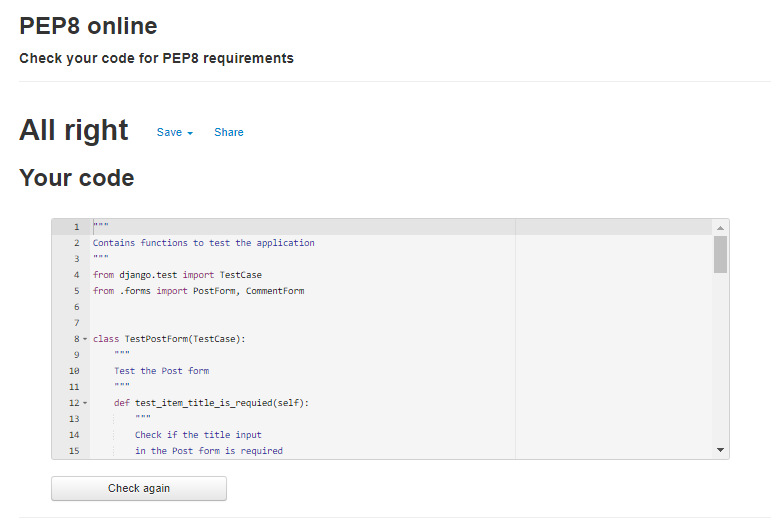 PEP8 online
Check your code for PEP8 requirements
All right Save Share
Your code
1 """
2 Contains functions to test the application
3 """
4 from django.test import TestCase
5 from .forms import PostForm, CommentForm
6
7
8 class TestPostForm(TestCase):
9 """
10 Test the Post form
11 """
12 def test_item_title_is_requied(self):
13 """
14 Check if the title input
15 in the Post form is required
Check again